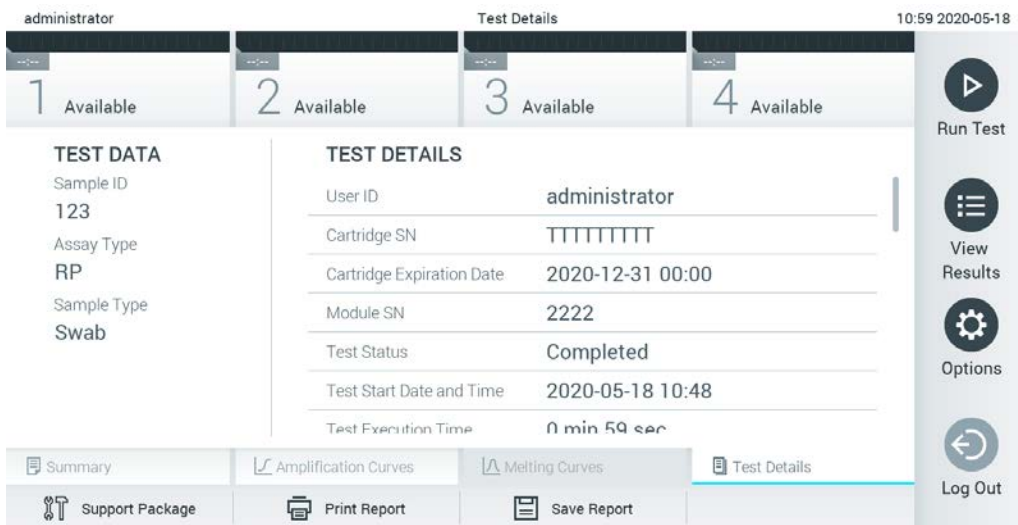 administrator Test Details 10:59 2020-05-18
--:-- --:-- --:-- --:--
1 Available 2 Available 3 Available 4 Available
Run Test
View
Results
Options
Log Out
TEST DATA
Sample ID
123
Assay Type
RP
Sample Type
Swab
TEST DETAILS
User ID administrator
Cartridge SN TTTTTTTTT
Cartridge Expiration Date 2020-12-31 00:00
Module SN 2222
Test Status Completed
Test Start Date and Time 2020-05-18 10:48
Test Execution Time 0 min 59 sec
Summary Amplification Curves Melting Curves Test Details
Support Package Print Report Save Report